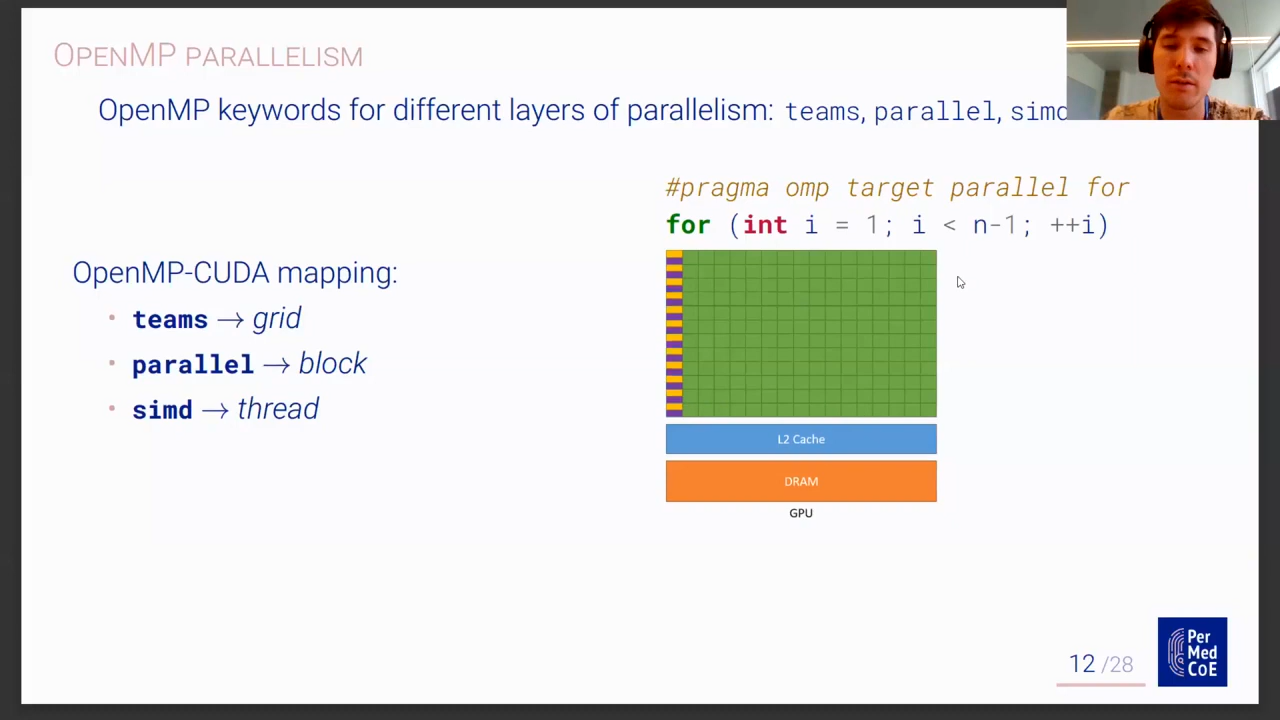 OpenMP parallelism
OpenMP keywords for different layers of parallelism: teams, parallel, simd
#pragma omp target parallel for
for (int i = 1; i < n-1; ++i)
OpenMP-CUDA mapping:
• teams → grid
• parallel → block
• simd → thread
L2 Cache
DRAM
GPU
12 /28
Per
Med
CoE